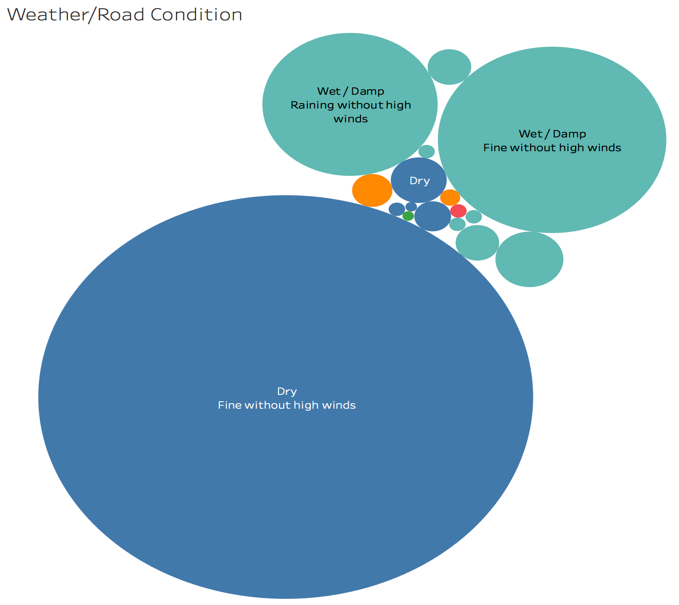 Weather/Road Condition
Wet / Damp
Raining without high
winds
Wet / Damp
Fine without high winds
Dry
Dry
Fine without high winds